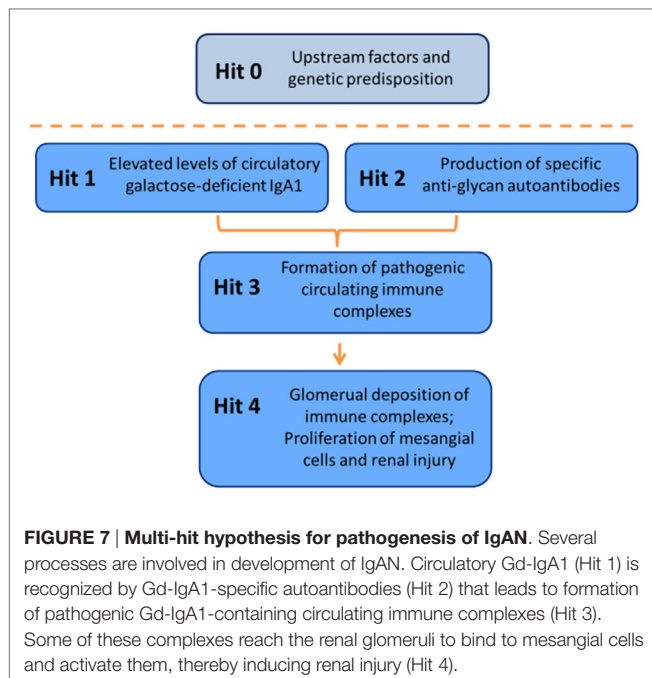 Hit 0
Upstream factors and
genetic predisposition
Hit 1
Elevated levels of circulatory
galactose-deficient IgA1
Hit 2
Production of specific
anti-glycan autoantibodies
Hit 3
Formation of pathogenic
circulating immune
complexes
Hit 4
Glomerual deposition of
immune complexes;
Proliferation of mesangial
cells and renal injury
FIGURE 7 | Multi-hit hypothesis for pathogenesis of IgAN. Several
processes are involved in development of IgAN. Circulatory Gd-IgA1 (Hit 1) is
recognized by Gd-IgA1-specific autoantibodies (Hit 2) that leads to formation
of pathogenic Gd-IgA1-containing circulating immune complexes (Hit 3).
Some of these complexes reach the renal glomeruli to bind to mesangial cells
and activate them, thereby inducing renal injury (Hit 4).